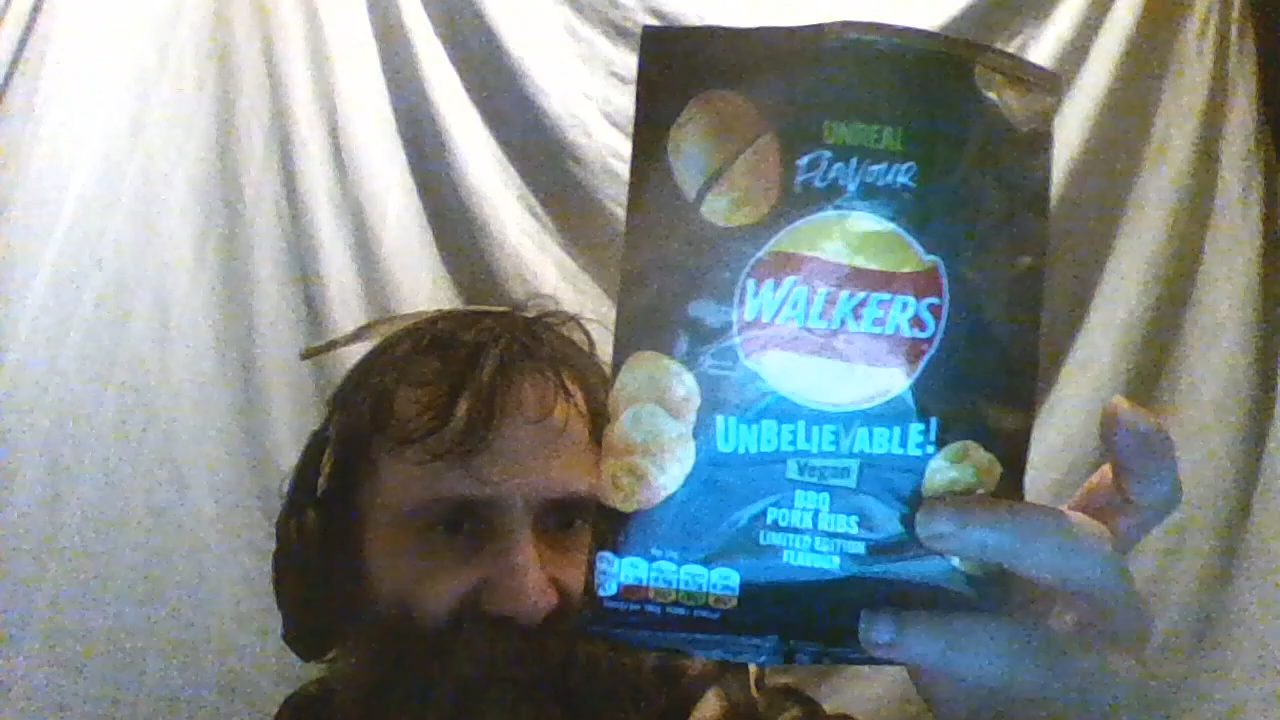 UNREAL
Flavour
WALKERS
UNBELIEVABLE!
Vegan
BBQ
PORK RIBS
LIMITED EDITION
FLAVOUR